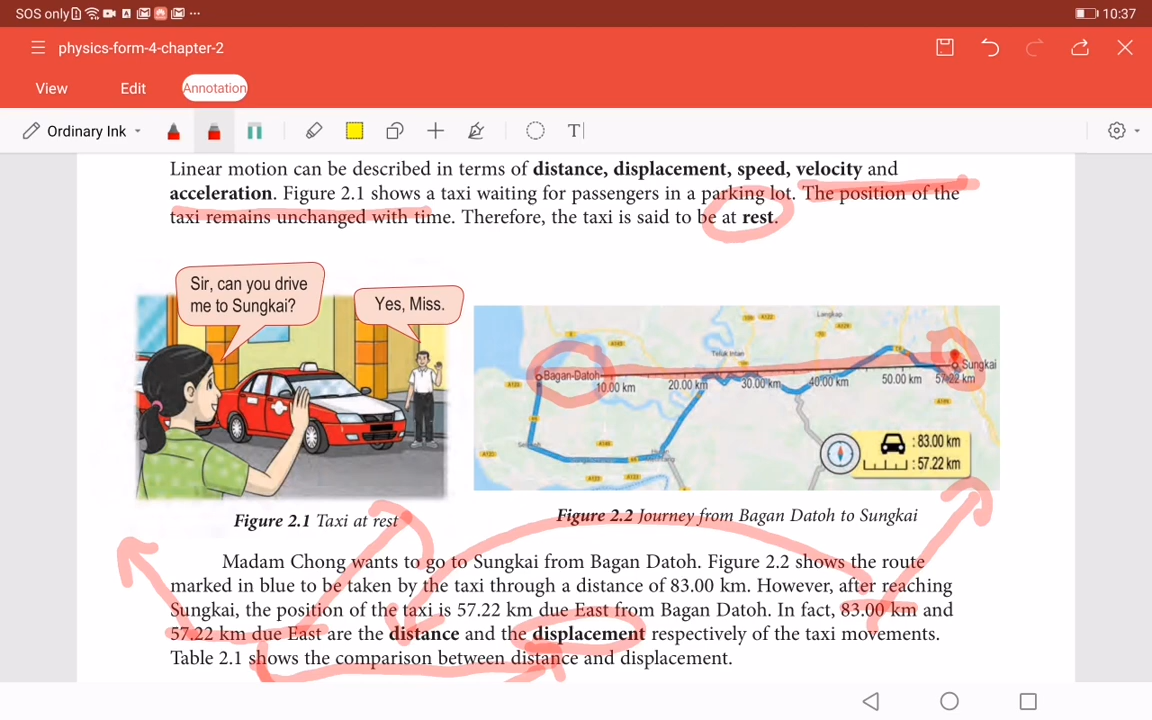 SOS only
10:37
physics-form-4-chapter-2
View Edit Annotation
Ordinary Ink
Linear motion can be described in terms of distance, displacement, speed, velocity and
acceleration. Figure 2.1 shows a taxi waiting for passengers in a parking lot. The position of the
taxi remains unchanged with time. Therefore, the taxi is said to be at rest.
Sir, can you drive
me to Sungkai?
Yes, Miss.
Langkap
Teluk Intan
Sungkai
Bagan-Datoh
10.00 km 20.00 km 30.00 km 40.00 km 50.00 km 57.22 km
: 83.00 km
: 57.22 km
Figure 2.1 Taxi at rest
Figure 2.2 Journey from Bagan Datoh to Sungkai
Madam Chong wants to go to Sungkai from Bagan Datoh. Figure 2.2 shows the route
marked in blue to be taken by the taxi through a distance of 83.00 km. However, after reaching
Sungkai, the position of the taxi is 57.22 km due East from Bagan Datoh. In fact, 83.00 km and
57.22 km due East are the distance and the displacement respectively of the taxi movements.
Table 2.1 shows the comparison between distance and displacement.